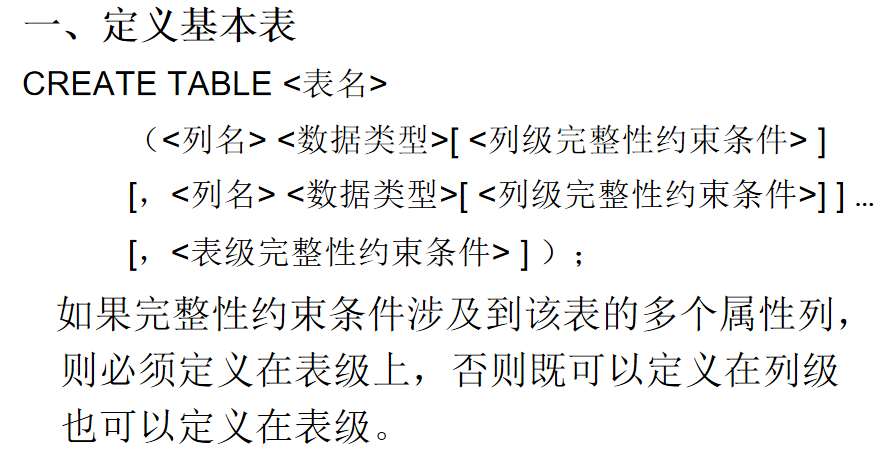 一、定义基本表
CREATE TABLE <表名>
（<列名> <数据类型>[ <列级完整性约束条件> ]
[，<列名> <数据类型>[ <列级完整性约束条件>] ] …
[，<表级完整性约束条件> ] ）；
如果完整性约束条件涉及到该表的多个属性列，
则必须定义在表级上，否则既可以定义在列级
也可以定义在表级。